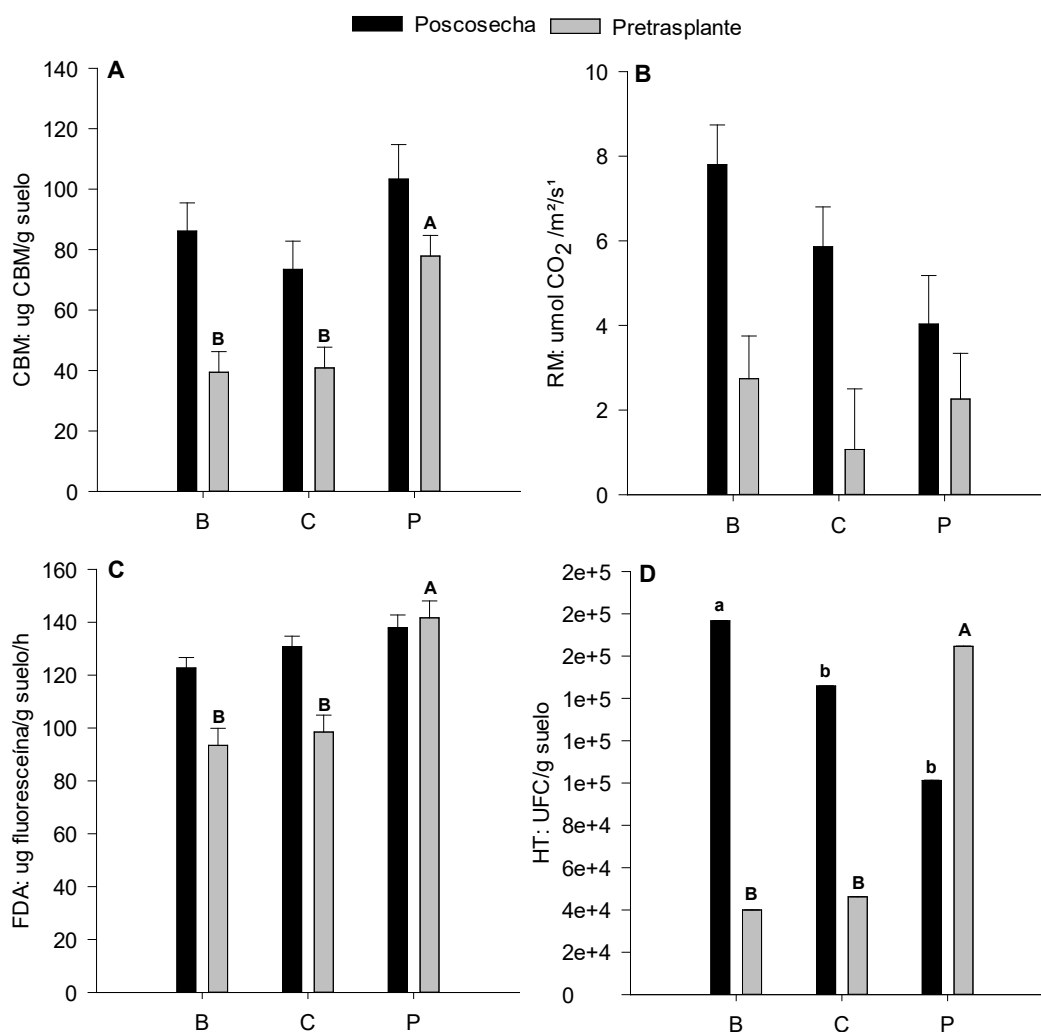 Poscosecha Pretrasplante
A
CBM: ug CBM/g suelo
140
120
100
80
60
40
20
0
B
B
A
B C P
B
RM: umol CO₂ /m²/s¹
10
8
6
4
2
0
B C P
C
FDA: ug fluoresceína/g suelo/h
160
140
120
100
80
60
40
20
0
B
B
A
B C P
D
HT: UFC/g suelo
2e+5
2e+5
2e+5
1e+5
1e+5
1e+5
8e+4
6e+4
4e+4
2e+4
0
a
B
b
B
b
A
B C P